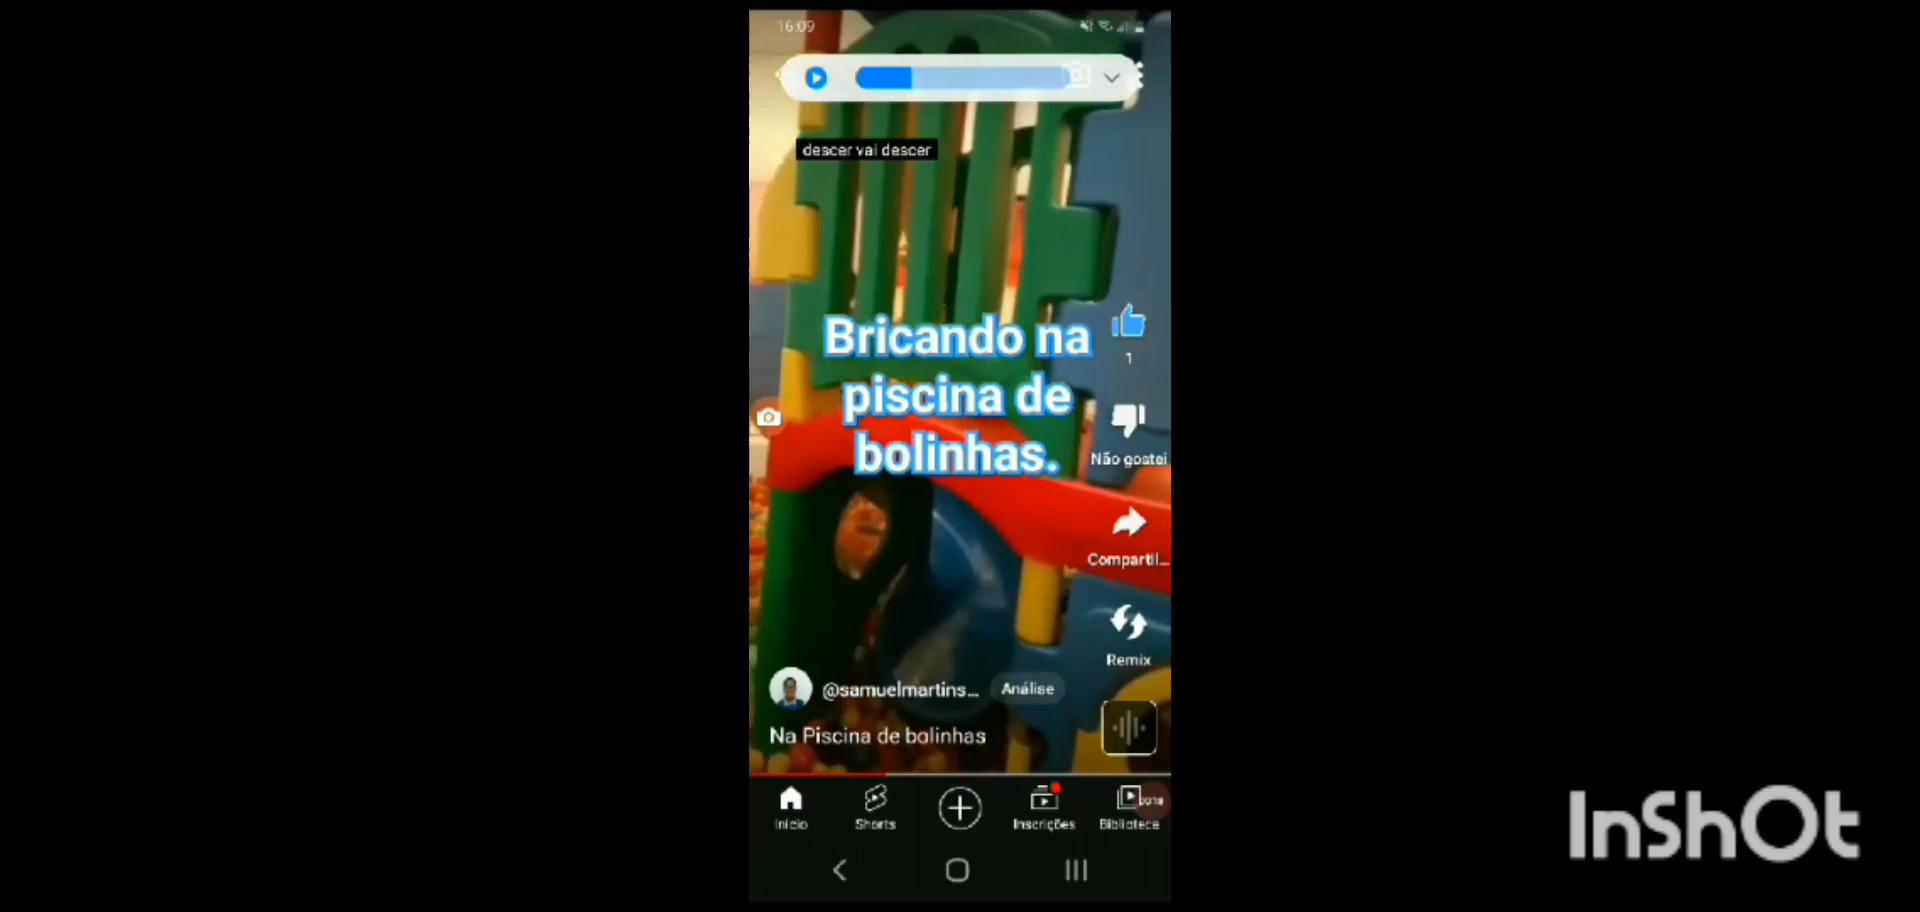 16:09
descer vai descer
Bricando na
piscina de
bolinhas.
1
Não gostei
Compartil...
Remix
@samuelmartins...
Análise
Na Piscina de bolinhas
Início
Shorts
Inscrições
Biblioteca
InShOt